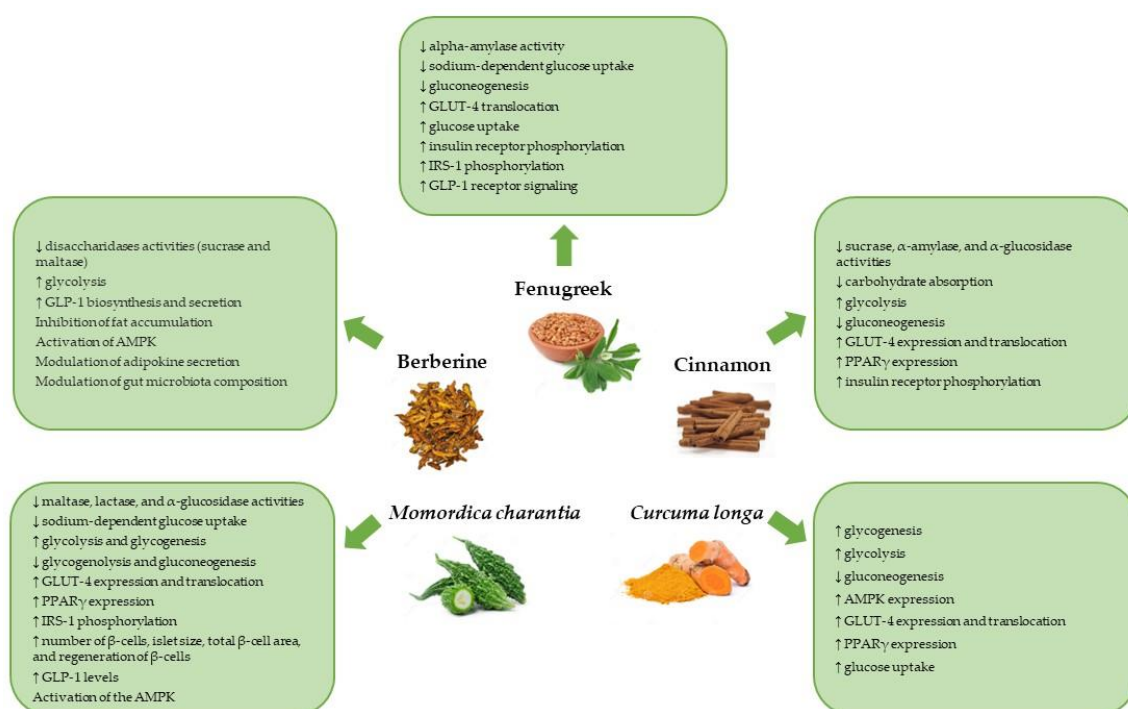 ↓ alpha-amylase activity
↓ sodium-dependent glucose uptake
↓ gluconeogenesis
↑ GLUT-4 translocation
↑ glucose uptake
↑ insulin receptor phosphorylation
↑ IRS-1 phosphorylation
↑ GLP-1 receptor signaling
Fenugreek
↓ disaccharidases activities (sucrase and
maltase)
↑ glycolysis
↑ GLP-1 biosynthesis and secretion
Inhibition of fat accumulation
Activation of AMPK
Modulation of adipokine secretion
Modulation of gut microbiota composition
Berberine
↓ sucrase, α-amylase, and α-glucosidase
activities
↓ carbohydrate absorption
↑ glycolysis
↓ gluconeogenesis
↑ GLUT-4 expression and translocation
↑ PPARγ expression
↑ insulin receptor phosphorylation
Cinnamon
↓ maltase, lactase, and α-glucosidase activities
↓ sodium-dependent glucose uptake
↑ glycolysis and glycogenesis
↓ glycogenolysis and gluconeogenesis
↑ GLUT-4 expression and translocation
↑ PPARγ expression
↑ IRS-1 phosphorylation
↑ number of β-cells, islet size, total β-cell area,
and regeneration of β-cells
↑ GLP-1 levels
Activation of the AMPK
Momordica charantia
Curcuma longa
↑ glycogenesis
↑ glycolysis
↓ gluconeogenesis
↑ AMPK expression
↑ GLUT-4 expression and translocation
↑ PPARγ expression
↑ glucose uptake